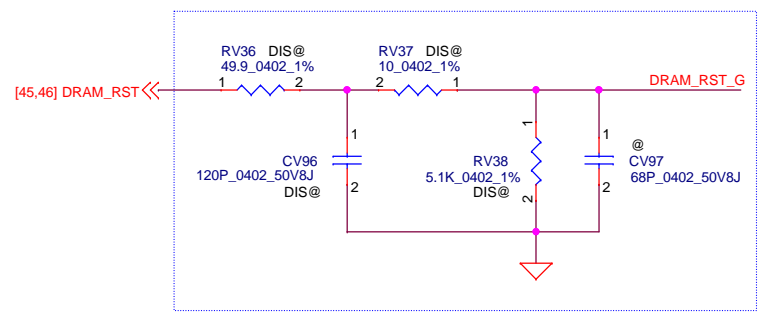 RV36 DIS@
49.9_0402_1%
RV37 DIS@
10_0402_1%
1 2
2 1
[45,46] DRAM_RST
DRAM_RST_G
1
CV96
120P_0402_50V8J
DIS@
2
1
RV38
5.1K_0402_1%
DIS@
2
@
1
CV97
68P_0402_50V8J
2